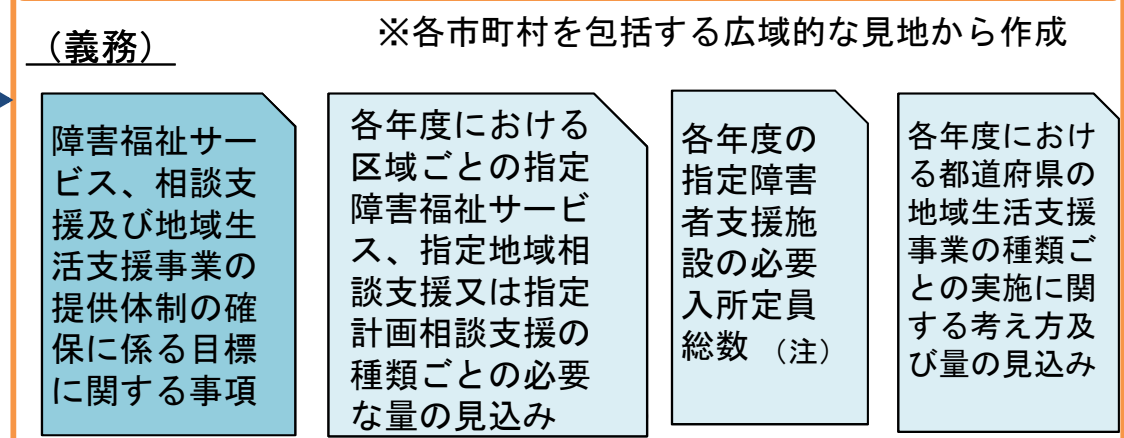 （義務）
※各市町村を包括する広域的な見地から作成
障害福祉サー
ビス、相談支
援及び地域生
活支援事業の
提供体制の確
保に係る目標
に関する事項
各年度における
区域ごとの指定
障害福祉サービ
ス、指定地域相
談支援又は指定
計画相談支援の
種類ごとの必要
な量の見込み
各年度の
指定障害
者支援施
設の必要
入所定員
総数（注）
各年度におけ
る都道府県の
地域生活支援
事業の種類ご
との実施に関
する考え方及
び量の見込み